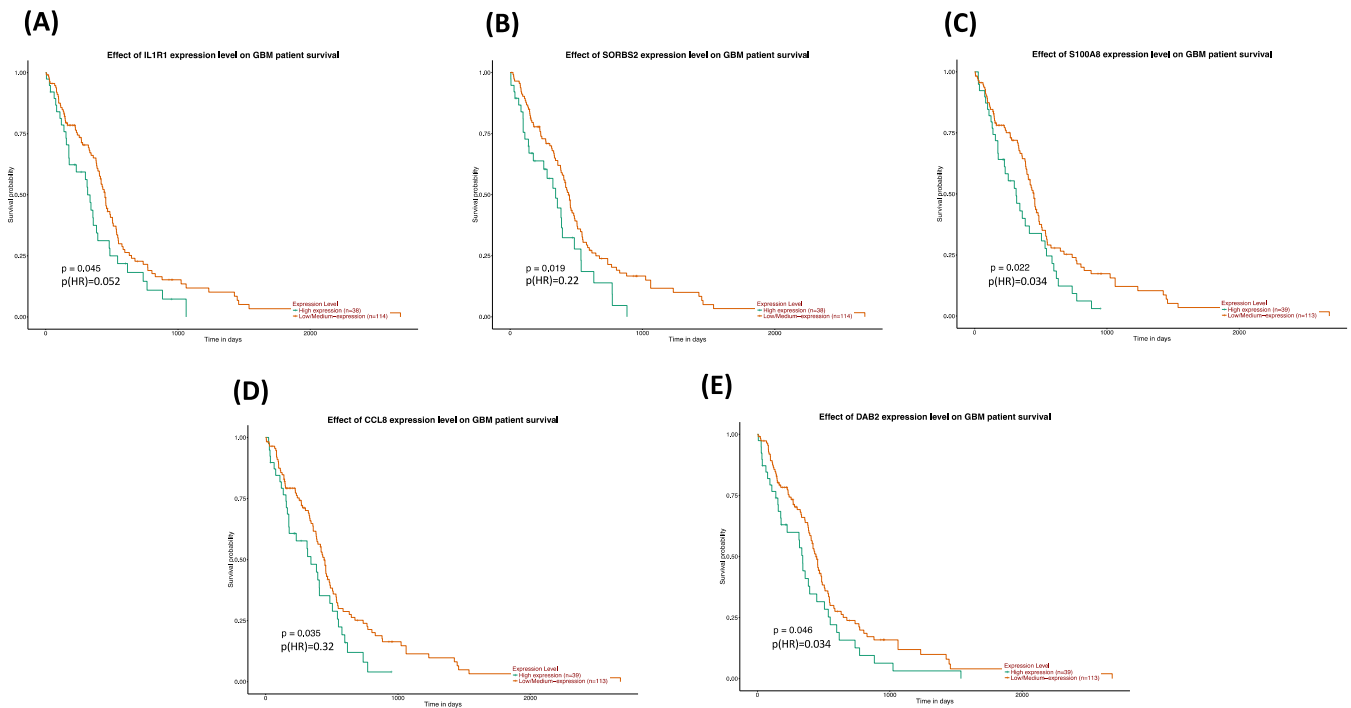 (A)
Effect of IL1R1 expression level on GBM patient survival
1.00
0.75
0.50
0.25
0.00
Survival probability
p = 0.045
p(HR)=0.052
Expression Level
High expression (n=38)
Low/Medium-expression (n=114)
0
1000
2000
Time in days
(B)
Effect of SORBS2 expression level on GBM patient survival
1.00
0.75
0.50
0.25
0.00
Survival probability
p = 0.019
p(HR)=0.22
Expression Level
High expression (n=38)
Low/Medium-expression (n=114)
0
1000
2000
Time in days
(C)
Effect of S100A8 expression level on GBM patient survival
1.00
0.75
0.50
0.25
0.00
Survival probability
p = 0.022
p(HR)=0.034
Expression Level
High expression (n=39)
Low/Medium-expression (n=113)
0
1000
2000
Time in days
(D)
Effect of CCL8 expression level on GBM patient survival
1.00
0.75
0.50
0.25
0.00
Survival probability
p = 0.035
p(HR)=0.32
Expression Level
High expression (n=39)
Low/Medium-expression (n=113)
0
1000
2000
Time in days
(E)
Effect of DAB2 expression level on GBM patient survival
1.00
0.75
0.50
0.25
0.00
Survival probability
p = 0.046
p(HR)=0.034
Expression Level
High expression (n=39)
Low/Medium-expression (n=113)
0
1000
2000
Time in days